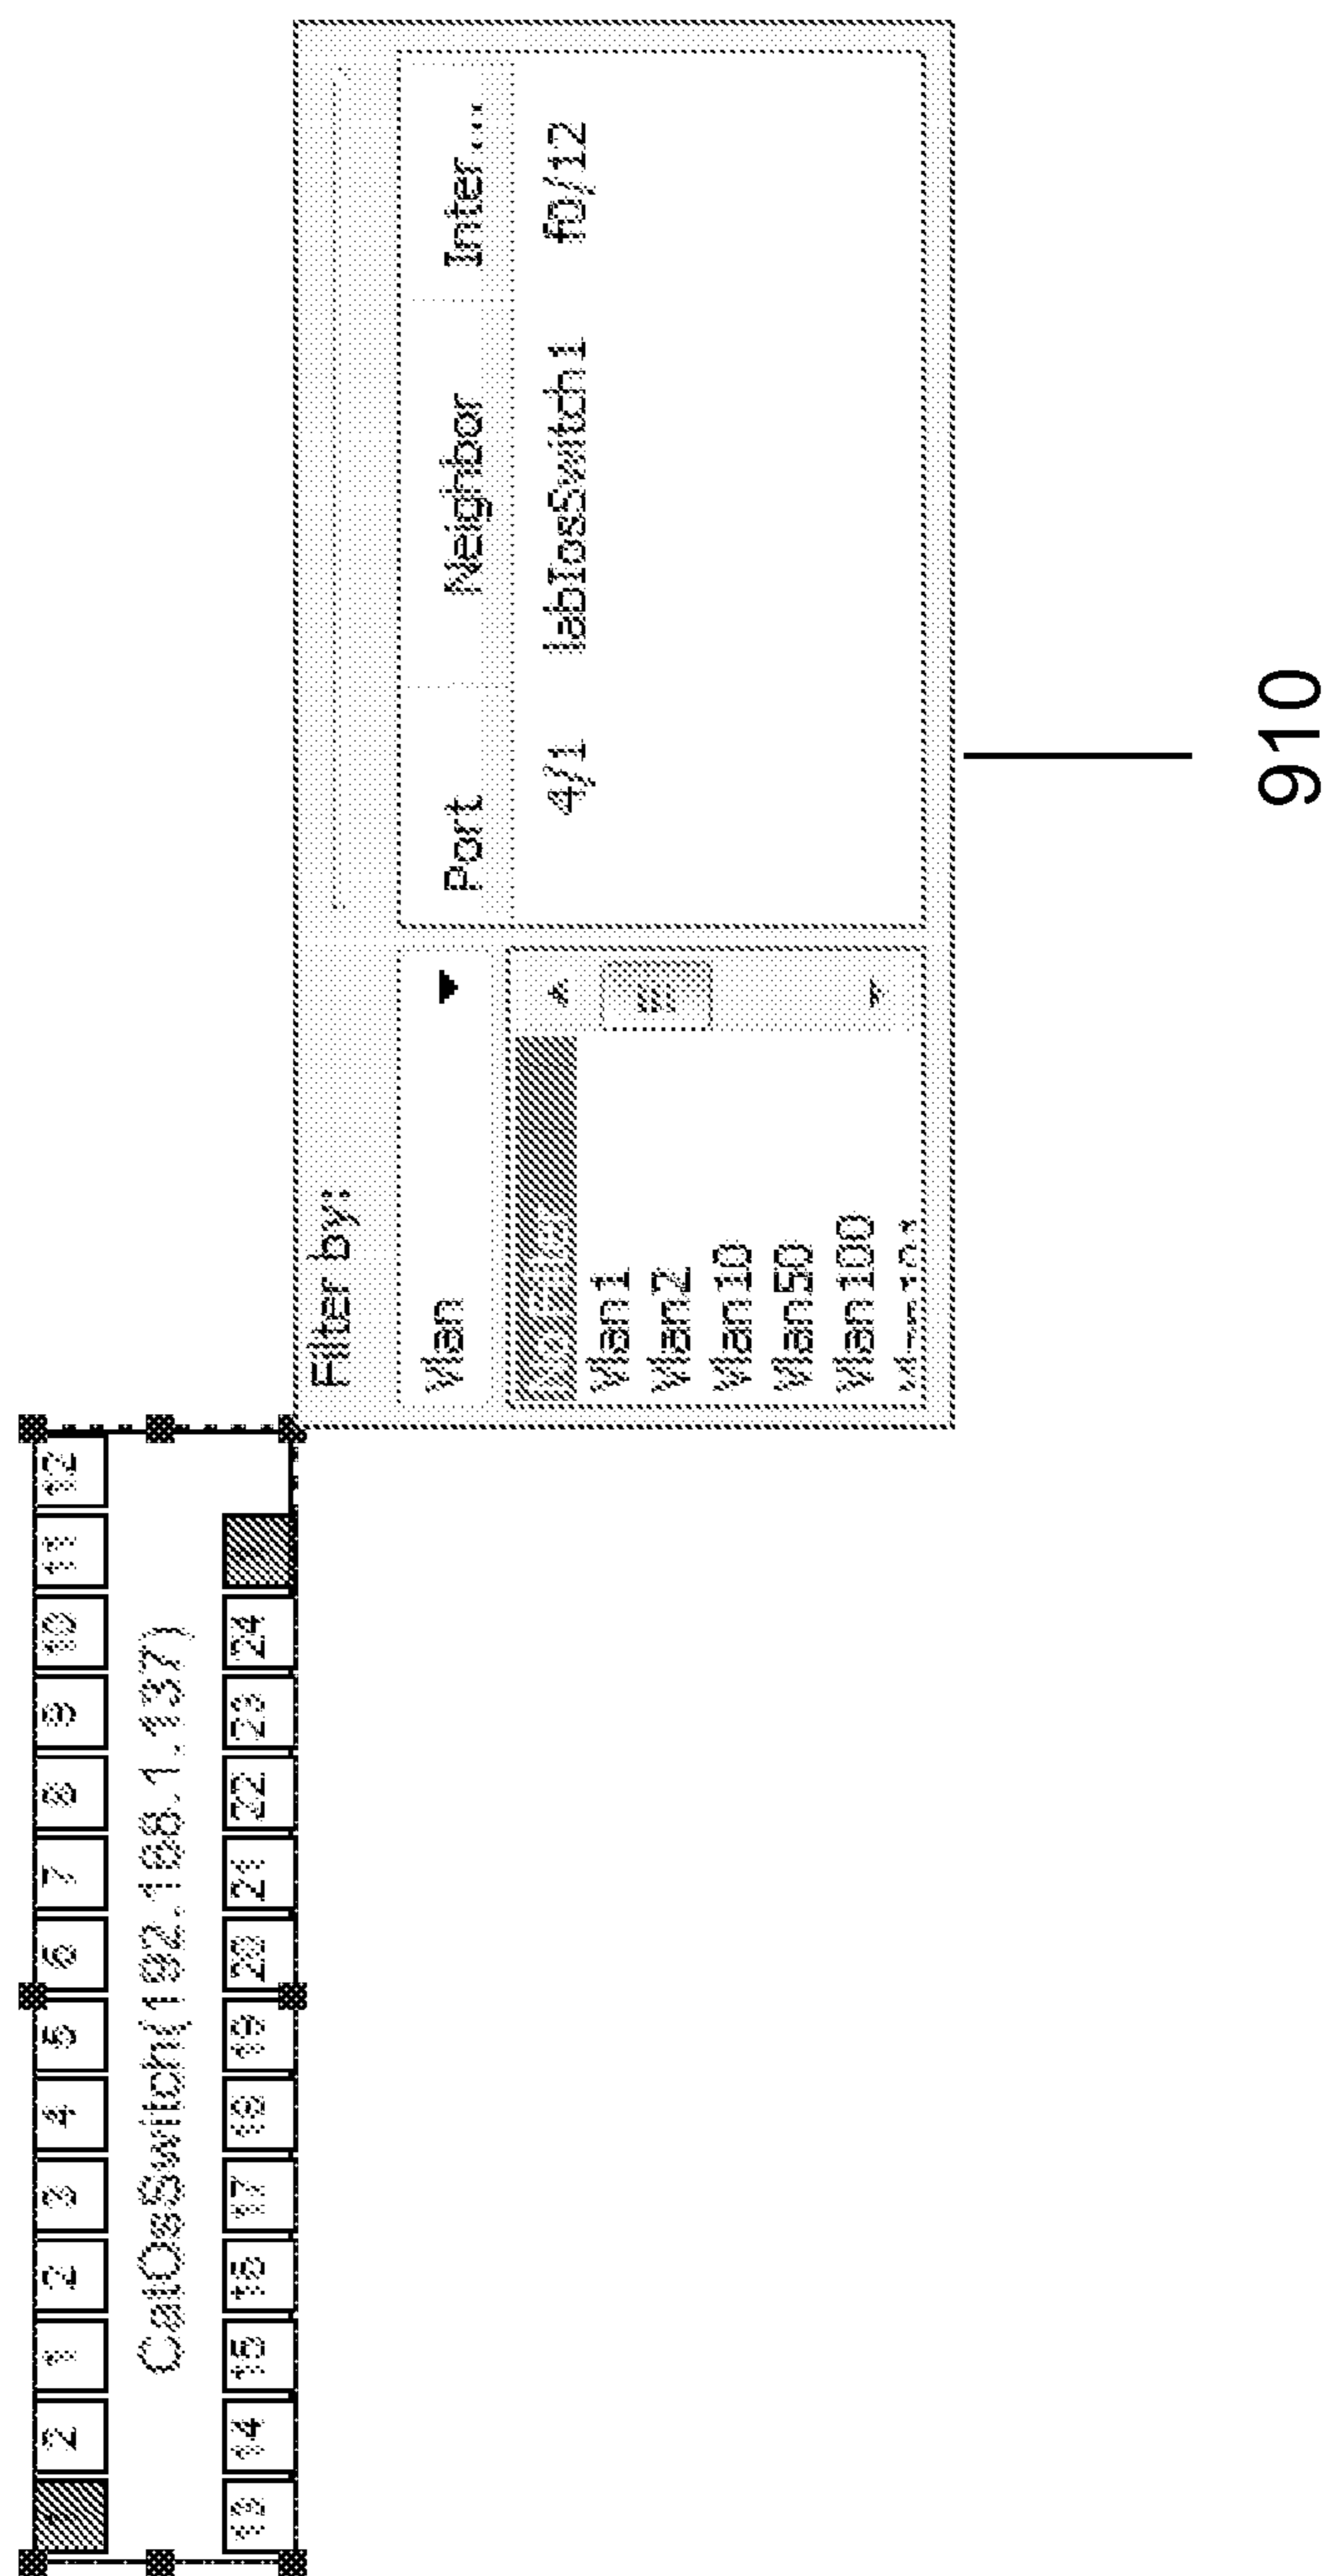 2 1 2 3 4 5 6 7 8 9 10 11 12
CatOsSwitch(192.168.1.137)
13 14 15 16 17 18 19 20 21 22 23 24
Filter by:
Vlan
Port Neighbor Inter...
4/1 labIosSwitch1 f0/12
Vlan1
Vlan2
Vlan10
Vlan50
Vlan100
910